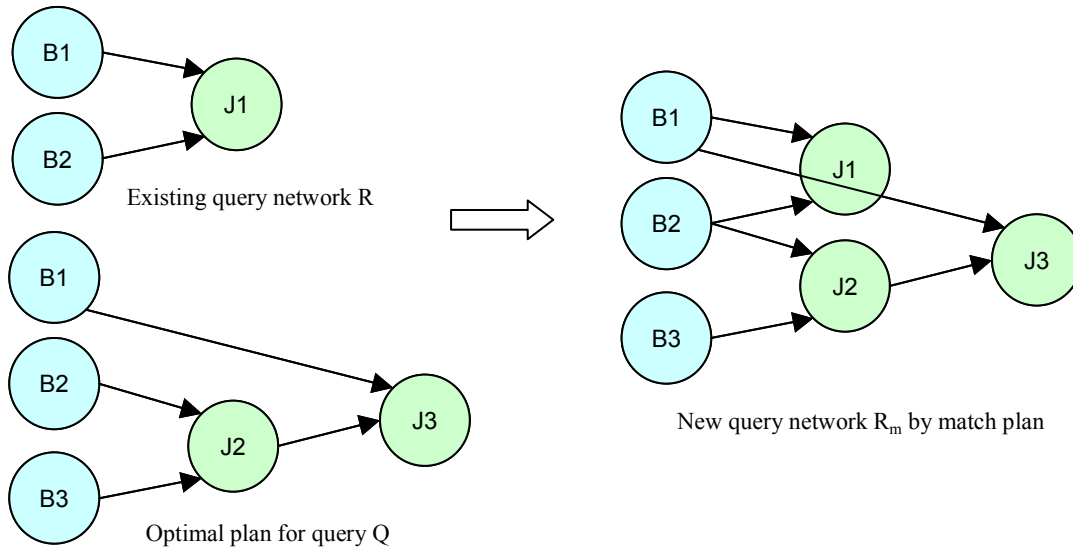 B1
B2
J1
Existing query network R
B1
B2
B3
J2
J3
Optimal plan for query Q
B1
B2
B3
J1
J2
J3
New query network Rm by match plan